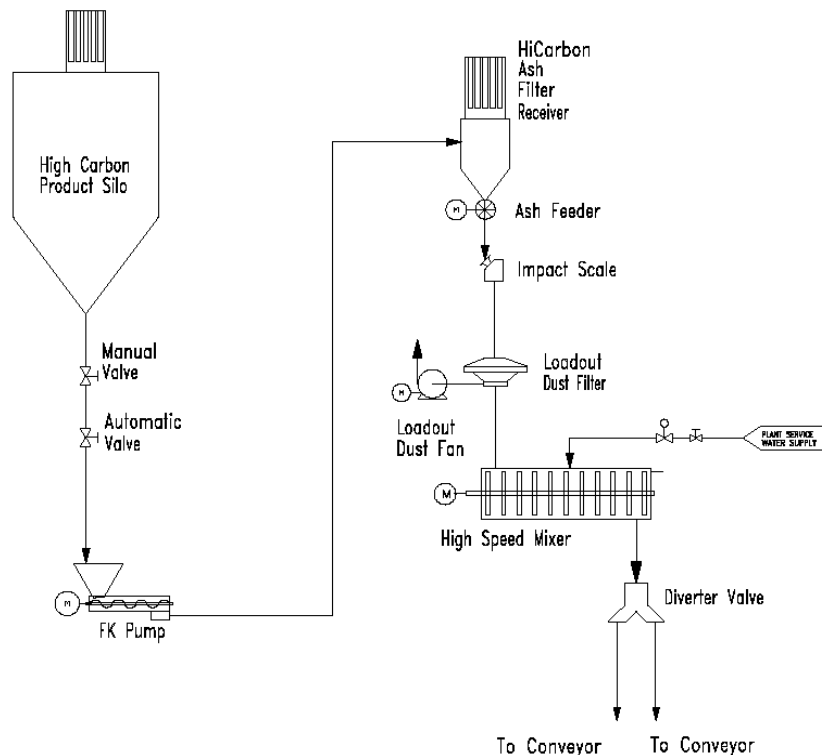 High Carbon
Product Silo
Manual
Valve
Automatic
Valve
M
FK Pump
HiCarbon
Ash
Filter
Receiver
M
Ash Feeder
Impact Scale
Loadout
Dust Filter
M
Loadout
Dust Fan
PLANT SERVICE
WATER SUPPLY
M
High Speed Mixer
Diverter Valve
To Conveyor
To Conveyor